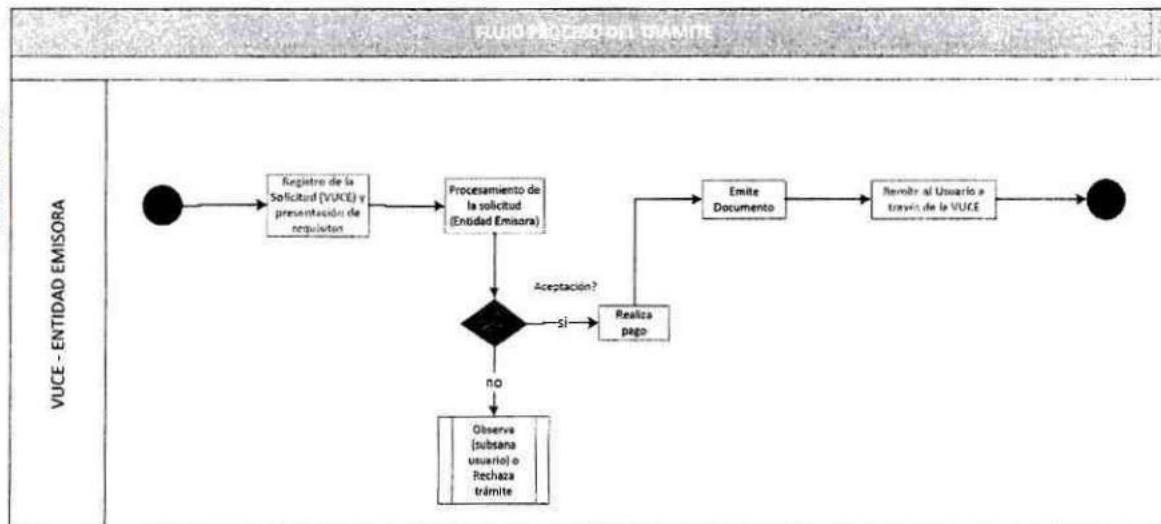 FLUJO PROCESO DEL TRAMITE
VUCE - ENTIDAD EMISORA
Registro de la
Solicitud (VUCE) y
presentación de
requisitos
Procesamiento de
la solicitud
(Entidad Emisora)
Aceptación?
si
Realiza
pago
Emite
Documento
Remite al Usuario a
través de la VUCE
no
Observa
(subsana
usuario) o
Rechaza
trámite